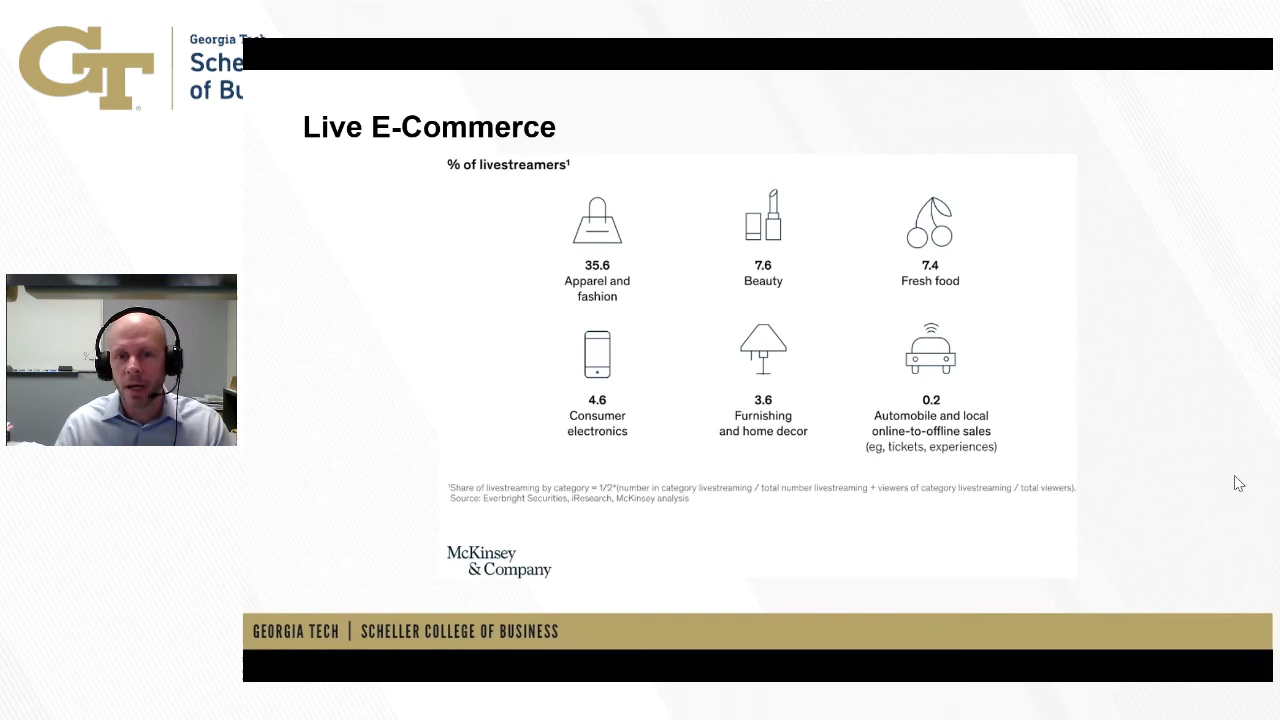 GT
Georgia Tech
Sche
of Bu
Live E-Commerce
% of livestreamers¹
35.6
Apparel and
fashion
7.6
Beauty
7.4
Fresh food
4.6
Consumer
electronics
3.6
Furnishing
and home decor
0.2
Automobile and local
online-to-offline sales
(eg, tickets, experiences)
¹Share of livestreaming by category = 1/2*(number in category livestreaming / total number livestreaming + viewers of category livestreaming / total viewers).
Source: Everbright Securities, iResearch, McKinsey analysis
McKinsey
& Company
GEORGIA TECH | SCHELLER COLLEGE OF BUSINESS